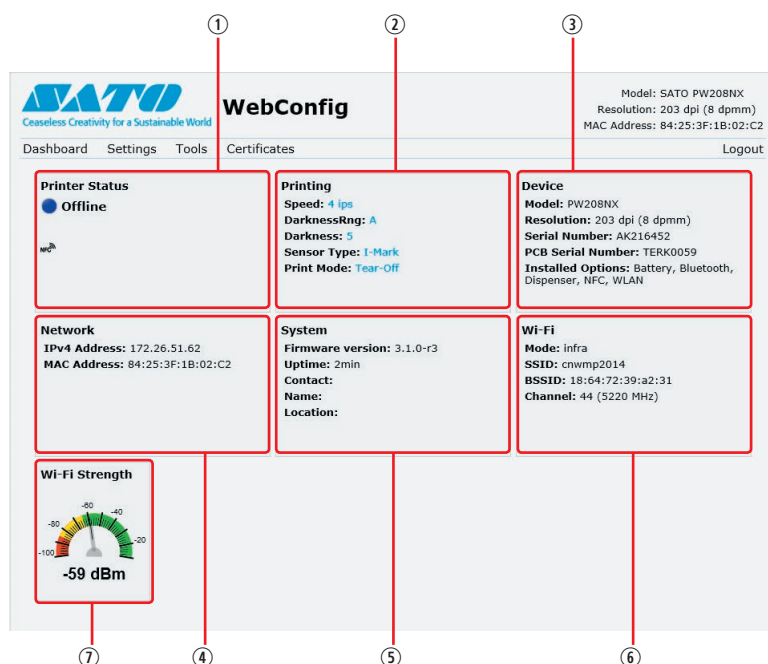 ① ② ③
SATO
Ceaseless Creativity for a Sustainable World
WebConfig
Model: SATO PW208NX
Resolution: 203 dpi (8 dpmm)
MAC Address: 84:25:3F:1B:02:C2
Dashboard Settings Tools Certificates Logout
Printer Status
Offline
NFC
Printing
Speed: 4 ips
DarknessRng: A
Darkness: 5
Sensor Type: I-Mark
Print Mode: Tear-Off
Device
Model: PW208NX
Resolution: 203 dpi (8 dpmm)
Serial Number: AK216452
PCB Serial Number: TERK0059
Installed Options: Battery, Bluetooth,
Dispenser, NFC, WLAN
Network
IPv4 Address: 172.26.51.62
MAC Address: 84:25:3F:1B:02:C2
System
Firmware version: 3.1.0-r3
Uptime: 2min
Contact:
Name:
Location:
Wi-Fi
Mode: infra
SSID: cnwmp2014
BSSID: 18:64:72:39:a2:31
Channel: 44 (5220 MHz)
Wi-Fi Strength
-100 -80 -60 -40 -20
-59 dBm
⑦ ④ ⑤ ⑥